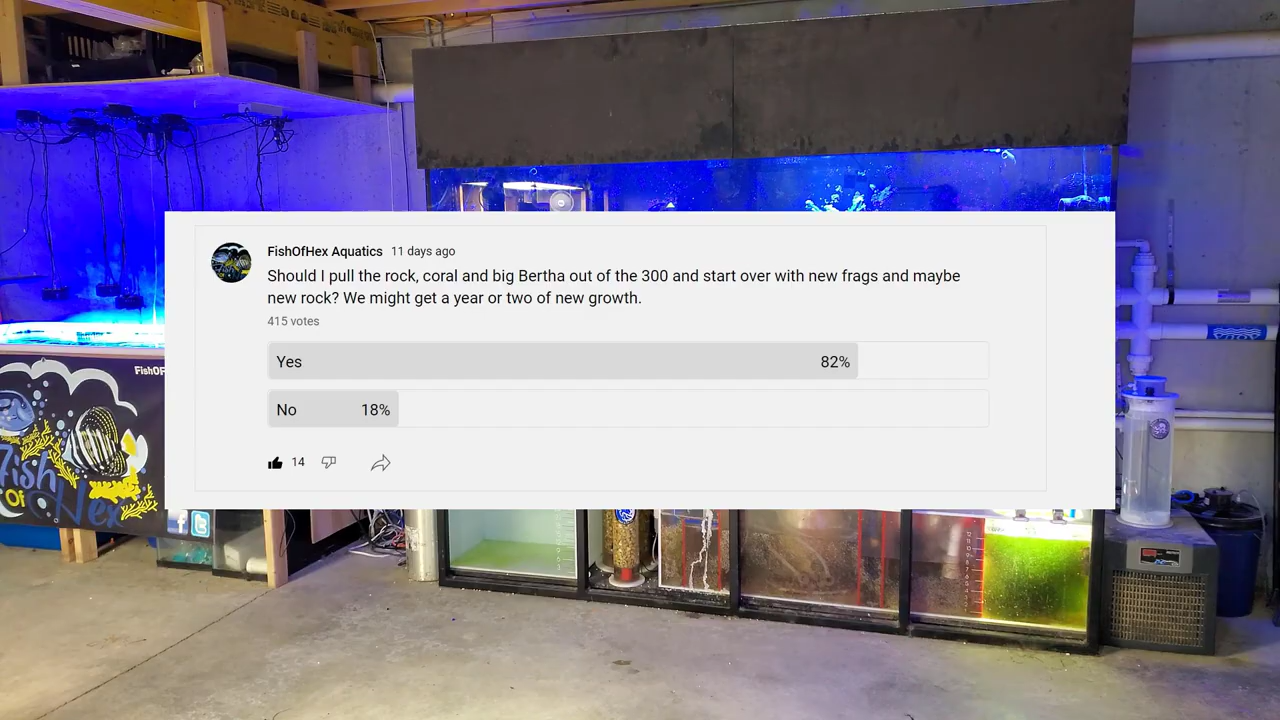 FishOfHex Aquatics 11 days ago
Should I pull the rock, coral and big Bertha out of the 300 and start over with new frags and maybe
new rock? We might get a year or two of new growth.
415 votes
Yes 82%
No 18%
14
FishOF
Fish
Of
Hex